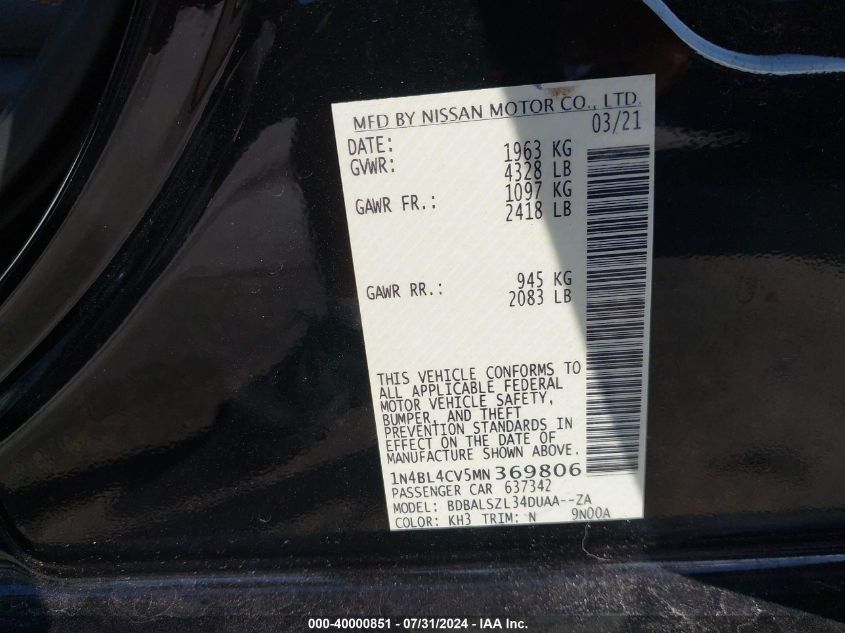 MFD BY NISSAN MOTOR CO., LTD.
DATE: 03/21
GVWR: 1963 KG
4328 LB
GAWR FR.: 1097 KG
2418 LB
GAWR RR.: 945 KG
2083 LB
THIS VEHICLE CONFORMS TO
ALL APPLICABLE FEDERAL
MOTOR VEHICLE SAFETY,
BUMPER, AND THEFT
PREVENTION STANDARDS IN
EFFECT ON THE DATE OF
MANUFACTURE SHOWN ABOVE.
1N4BL4CV5MN369806
PASSENGER CAR 637342
MODEL: BDBALSZL34DUAA--ZA
COLOR: KH3 TRIM: N 9N00A
000-40000851 - 07/31/2024 - IAA Inc.